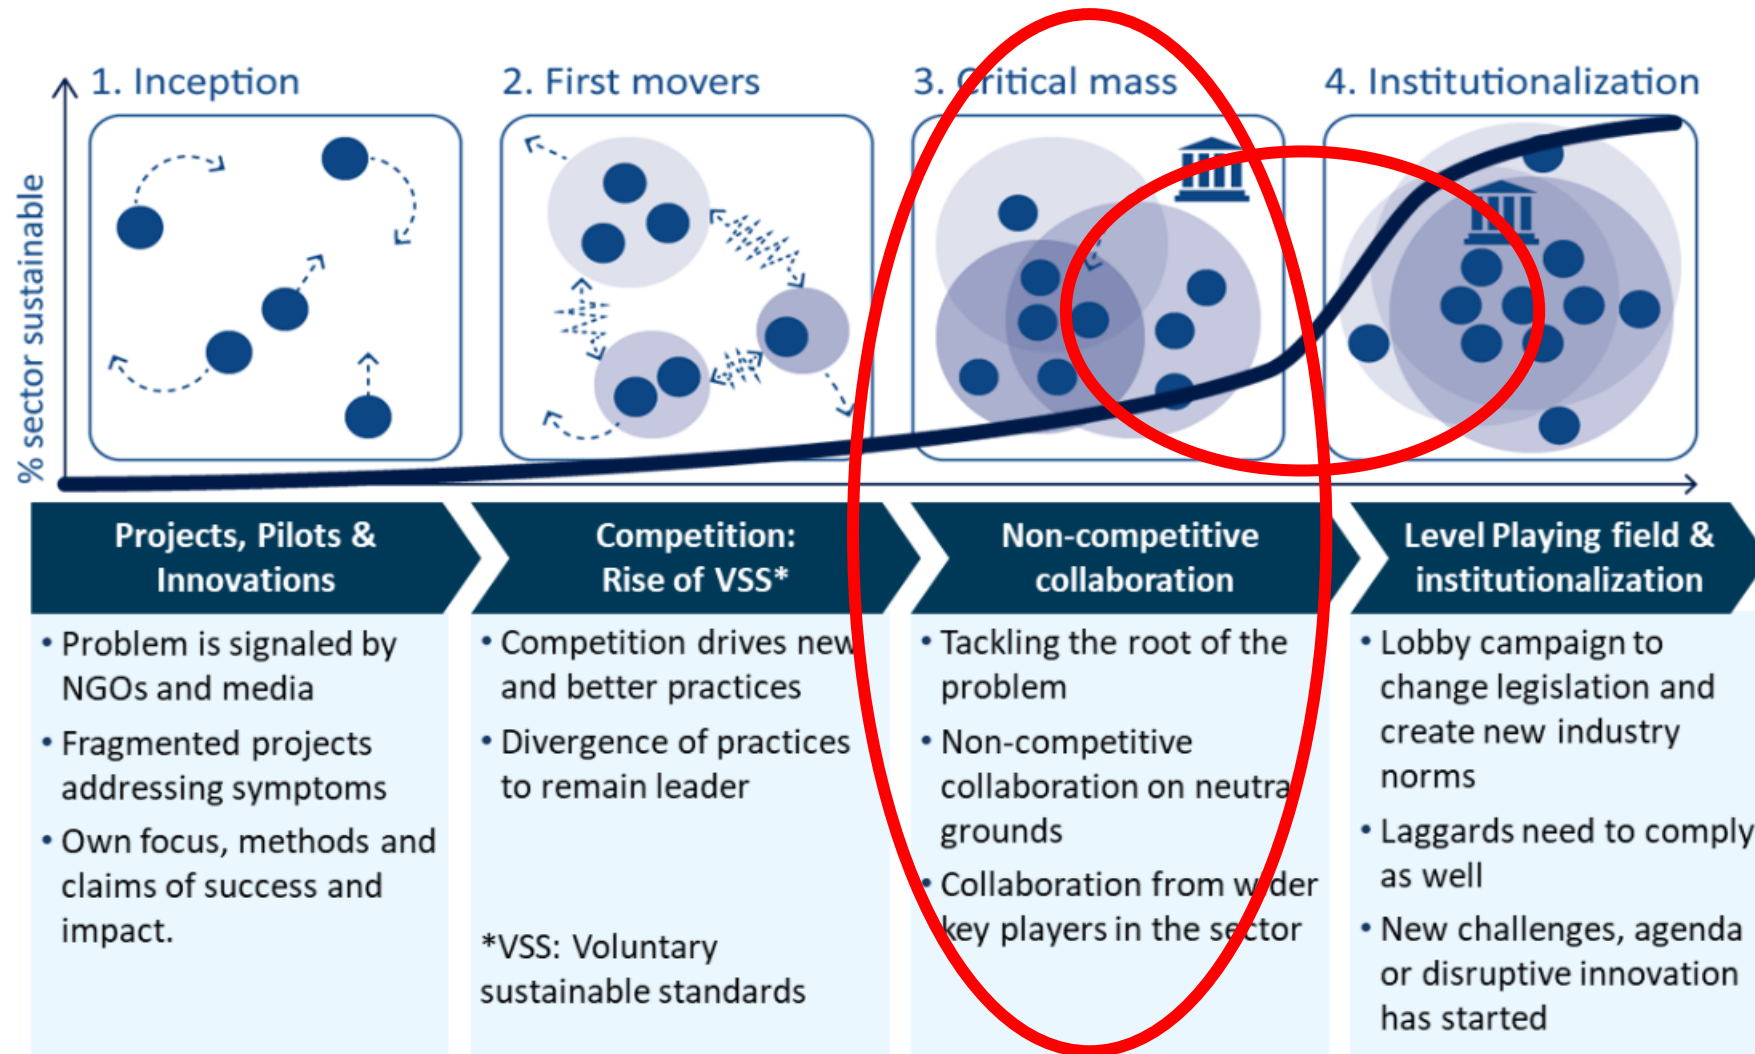 1. Inception
2. First movers
3. Critical mass
4. Institutionalization
% sector sustainable
Projects, Pilots &
Innovations
• Problem is signaled by
NGOs and media
• Fragmented projects
addressing symptoms
• Own focus, methods and
claims of success and
impact.
Competition:
Rise of VSS*
• Competition drives new
and better practices
• Divergence of practices
to remain leader
*VSS: Voluntary
sustainable standards
Non-competitive
collaboration
• Tackling the root of the
problem
• Non-competitive
collaboration on neutral
grounds
• Collaboration from wider
key players in the sector
Level Playing field &
institutionalization
• Lobby campaign to
change legislation and
create new industry
norms
• Laggards need to comply
as well
• New challenges, agenda
or disruptive innovation
has started